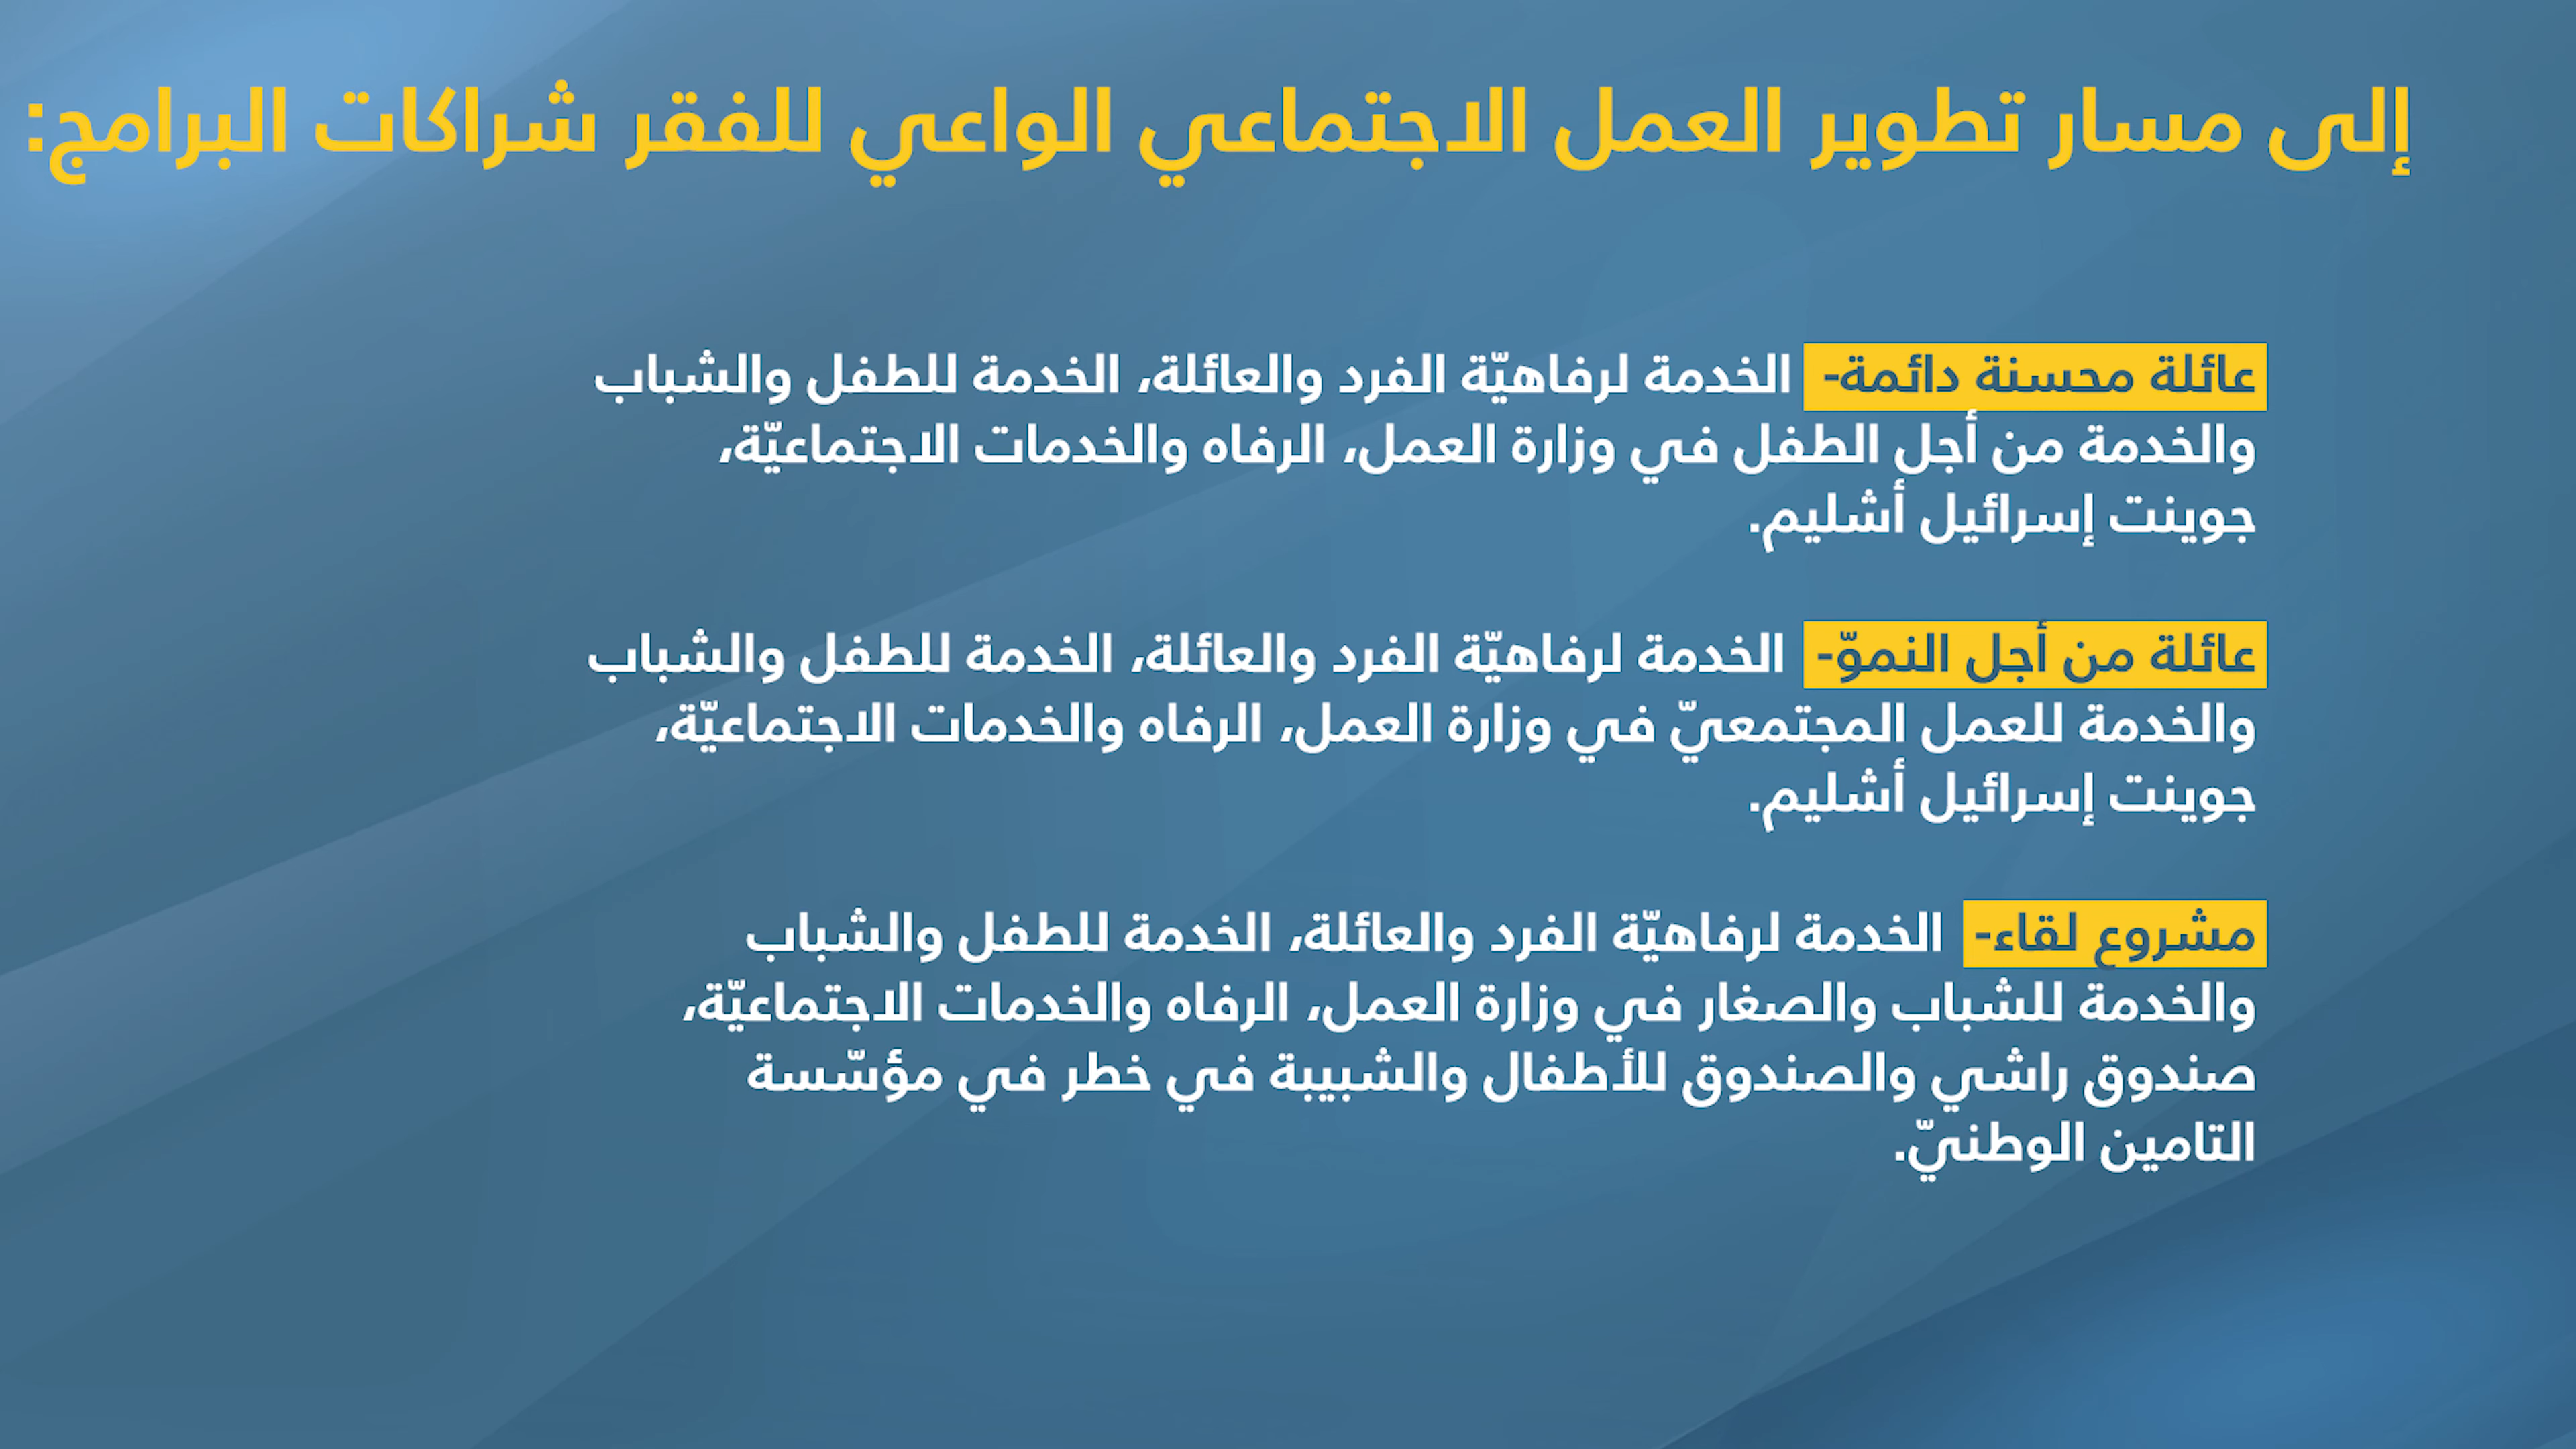 إلى مسار تطوير العمل الاجتماعي الواعي للفقر شراكات البرامج:
عائلة محسنة دائمة- الخدمة لرفاهيّة الفرد والعائلة، الخدمة للطفل والشباب
والخدمة من أجل الطفل في وزارة العمل، الرفاه والخدمات الاجتماعيّة،
جوينت إسرائيل أشليم.
عائلة من أجل النموّ- الخدمة لرفاهيّة الفرد والعائلة، الخدمة للطفل والشباب
والخدمة للعمل المجتمعيّ في وزارة العمل، الرفاه والخدمات الاجتماعيّة،
جوينت إسرائيل أشليم.
مشروع لقاء- الخدمة لرفاهيّة الفرد والعائلة، الخدمة للطفل والشباب
والخدمة للشباب والصغار في وزارة العمل، الرفاه والخدمات الاجتماعيّة،
صندوق راشي والصندوق للأطفال والشبيبة في خطر في مؤسّسة
التامين الوطنيّ.